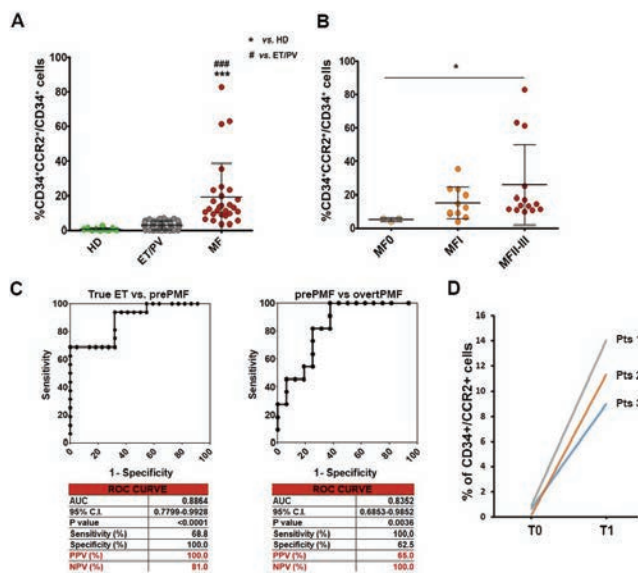 A
* vs. HD
# vs. ET/PV
###
***
%CD34⁺CCR2⁺/CD34⁺ cells
100
80
60
40
20
0
HD
ET/PV
MF
B
*
%CD34⁺CCR2⁺/CD34⁺ cells
100
80
60
40
20
0
MF0
MFI
MFII-III
C
True ET vs. prePMF
Sensitivity
100
80
60
40
20
0
0 20 40 60 80 100
1 - Specificity
ROC CURVE
AUC 0.8864
95% C.I. 0.7799-0.9928
P value <0.0001
Sensitivity (%) 68.8
Specificity (%) 100.0
PPV (%) 100.0
NPV (%) 81.0
prePMF vs overtPMF
Sensitivity
100
80
60
40
20
0
0 20 40 60 80 100
1 - Specificity
ROC CURVE
AUC 0.8352
95% C.I. 0.6853-0.9852
P value 0.0036
Sensitivity (%) 100,0
Specificity (%) 62.5
PPV (%) 65.0
NPV (%) 100.0
D
% of CD34+/CCR2+ cells
16
14
12
10
8
6
4
2
0
T0
T1
Pts 1
Pts 2
Pts 3